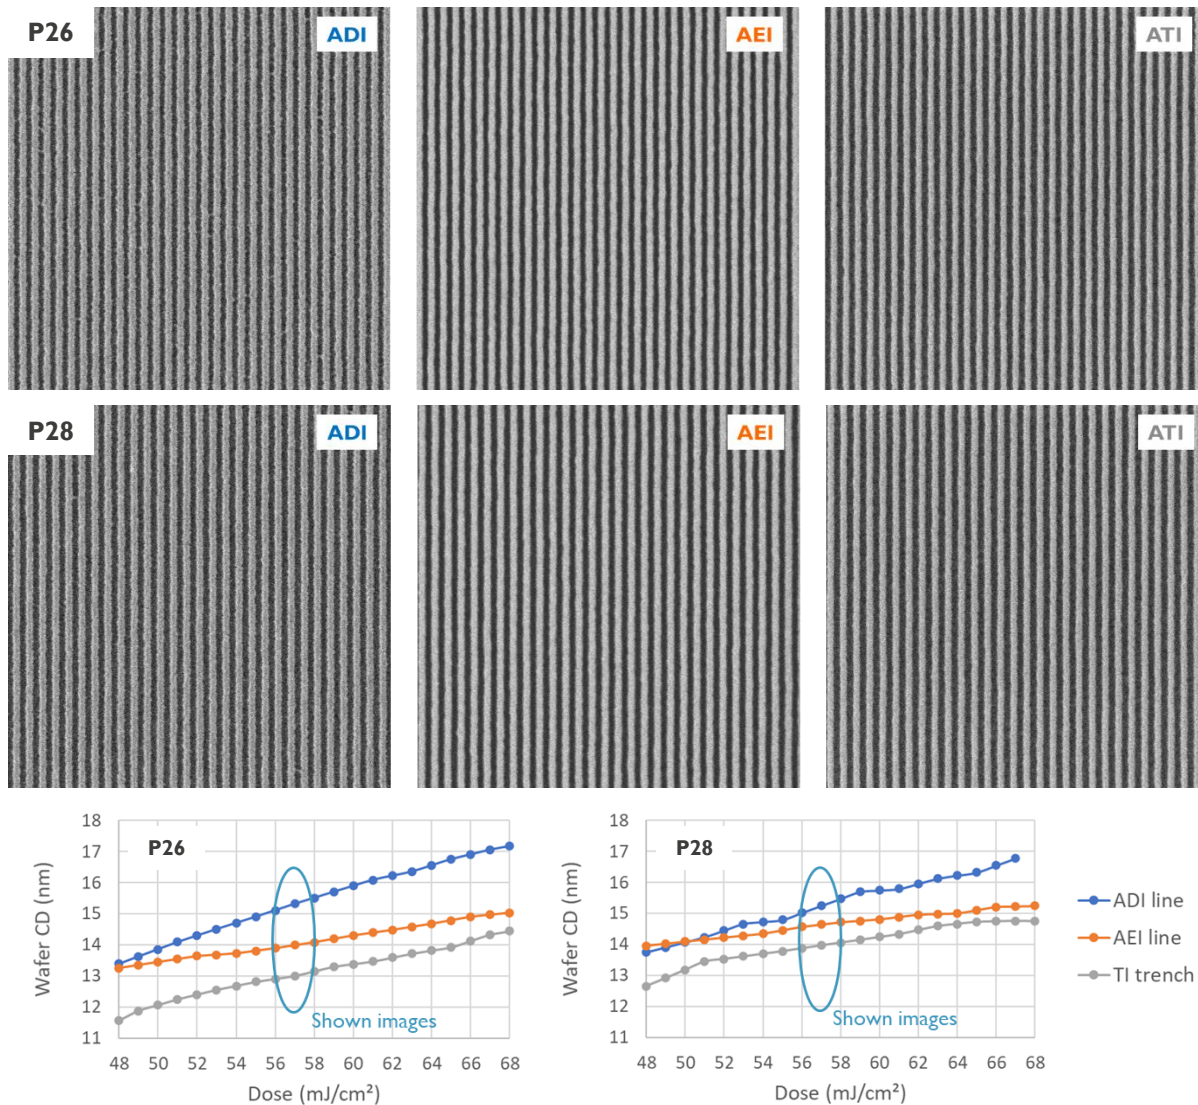 P26
ADI
AEI
ATI
P28
ADI
AEI
ATI
18
17
16
15
14
13
12
11
Wafer CD (nm)
P26
Shown images
48 50 52 54 56 58 60 62 64 66 68
Dose (mJ/cm²)
18
17
16
15
14
13
12
11
Wafer CD (nm)
P28
Shown images
48 50 52 54 56 58 60 62 64 66 68
Dose (mJ/cm²)
ADI line
AEI line
TI trench